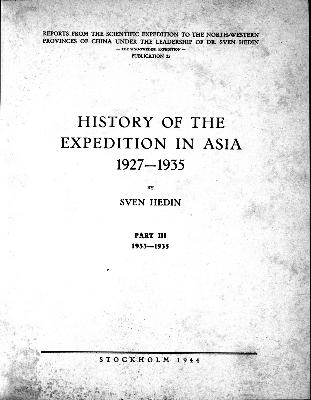 REPORTS FROM THE SCIENTIFIC EXPEDITION TO THE NORTH-WESTERN
PROVINCES OF CHINA UNDER THE LEADERSHIP OF DR. SVEN HEDIN
— THE SINO-SWEDISH EXPEDITION —
PUBLICATION 25
HISTORY OF THE
EXPEDITION IN ASIA
1927—1935
BY
SVEN HEDIN
PART III
1933—1935
STOCKHOLM 1944